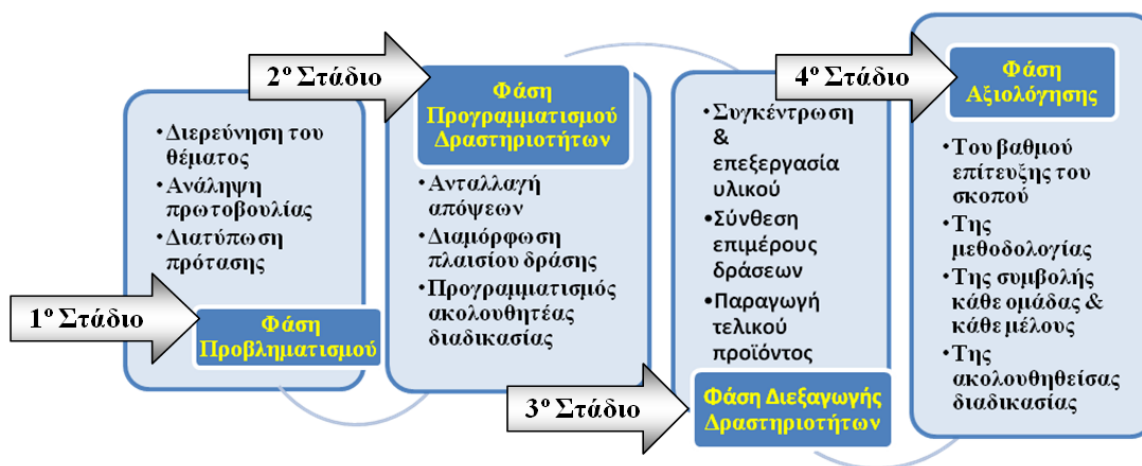 1ο Στάδιο
Φάση
Προβληματισμού
•Διερεύνηση του
θέματος
•Ανάληψη
πρωτοβουλίας
•Διατύπωση
πρότασης
2ο Στάδιο
Φάση
Προγραμματισμού
Δραστηριοτήτων
•Ανταλλαγή
απόψεων
•Διαμόρφωση
πλαισίου δράσης
•Προγραμματισμός
ακολουθητέας
διαδικασίας
3ο Στάδιο
Φάση Διεξαγωγής
Δραστηριοτήτων
•Συγκέντρωση
&
επεξεργασία
υλικού
•Σύνθεση
επιμέρους
δράσεων
•Παραγωγή
τελικού
προϊόντος
4ο Στάδιο
Φάση
Αξιολόγησης
•Του βαθμού
επίτευξης του
σκοπού
•Της
μεθοδολογίας
•Της συμβολής
κάθε ομάδας &
κάθε μέλους
•Της
ακολουθηθείσας
διαδικασίας